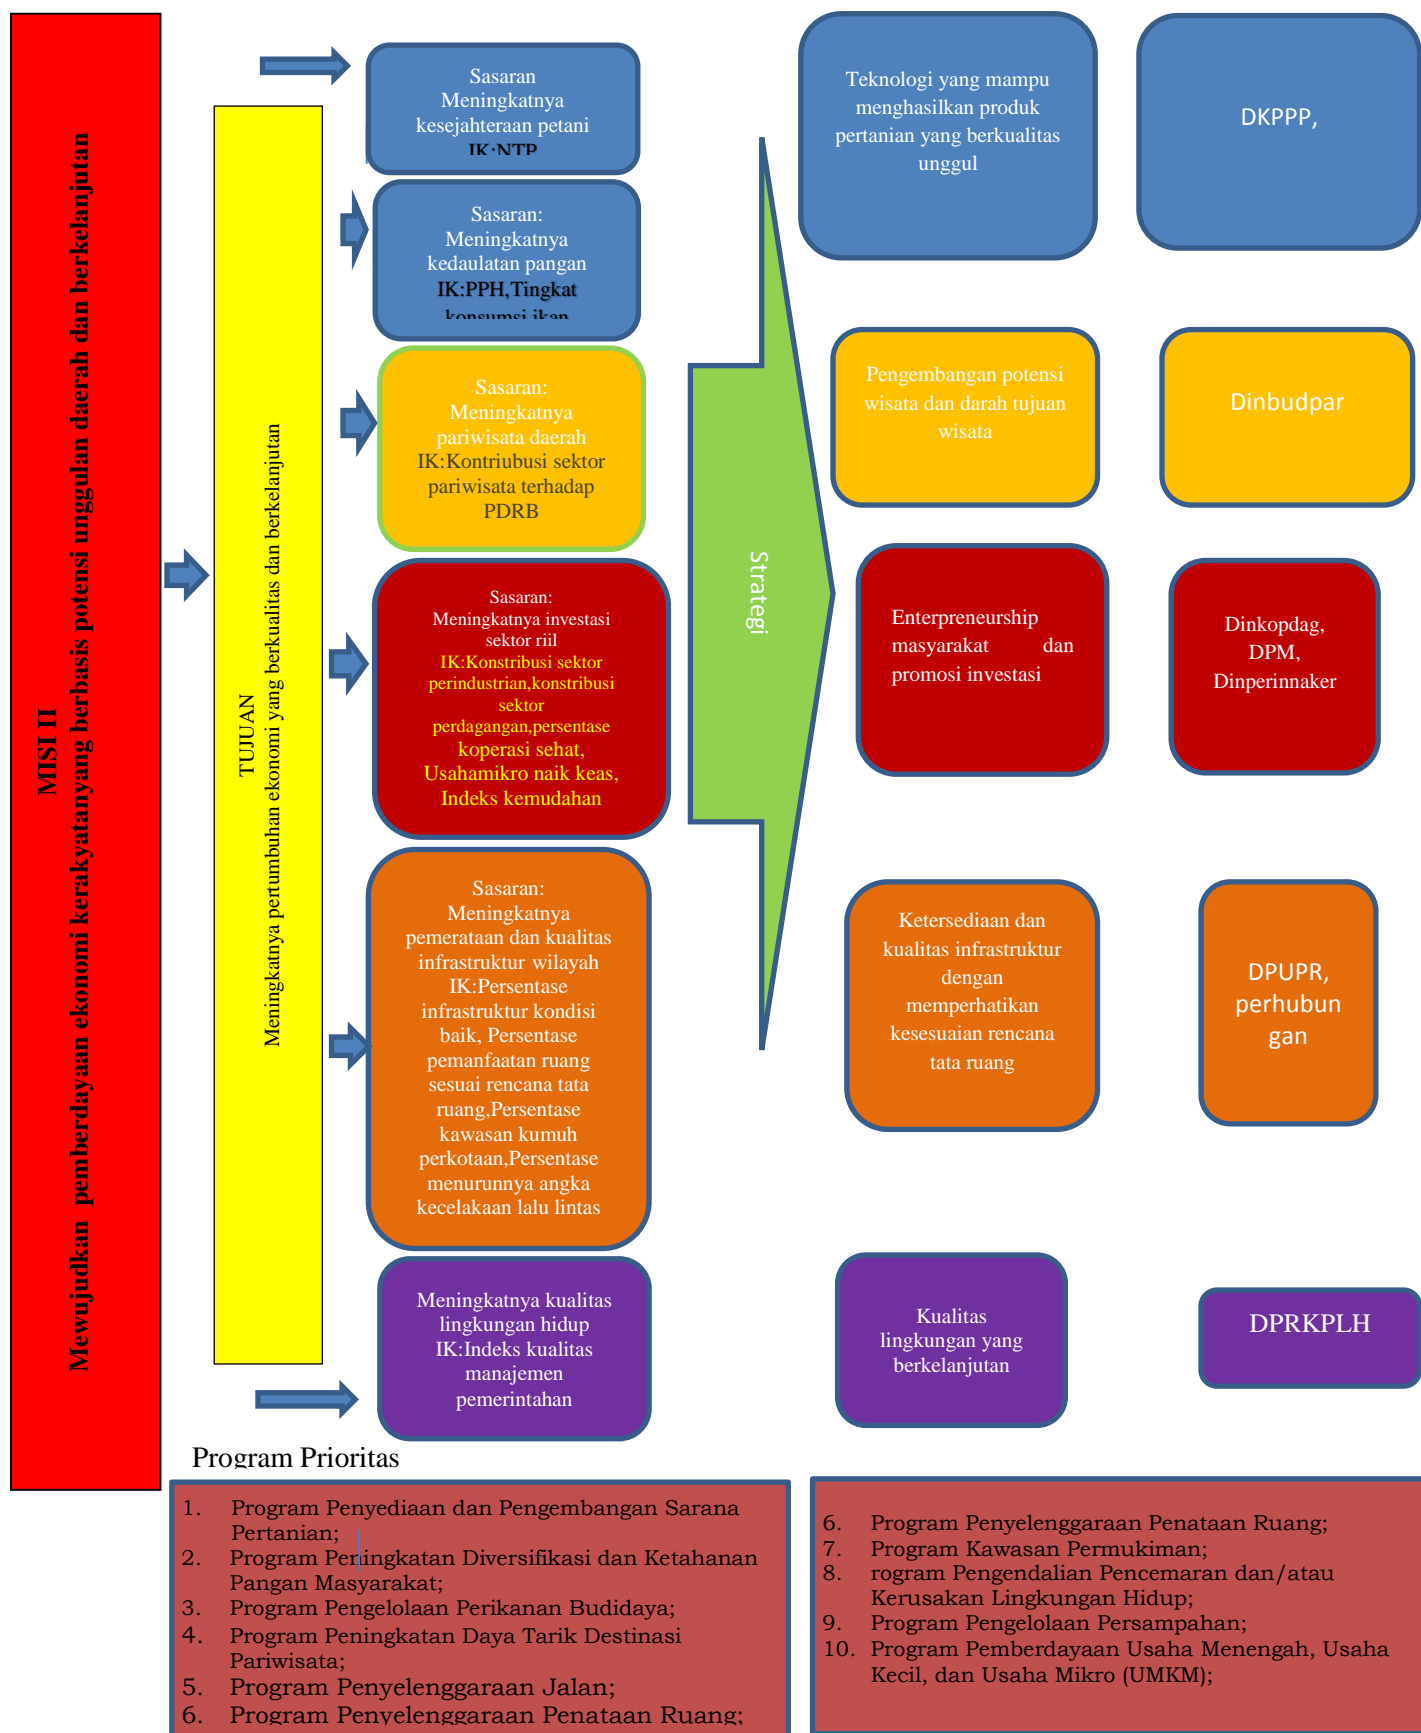 MISI II
Mewujudkan  pemberdayaan ekonomi kerakyatanyang berbasis potensi unggulan daerah dan berkelanjutan
TUJUAN
Meningkatnya pertumbuhan ekonomi yang berkualitas dan berkelanjutan
Sasaran
Meningkatnya
kesejahteraan petani
IK:NTP
Sasaran:
Meningkatnya
kedaulatan pangan
IK:PPH,Tingkat
konsumsi ikan
Sasaran:
Meningkatnya
pariwisata daerah
IK:Kontriubusi sektor
pariwisata terhadap
PDRB
Sasaran:
Meningkatnya investasi
sektor riil
IK:Konstribusi sektor
perindustrian,konstribusi
sektor
perdagangan,persentase
koperasi sehat,
Usahamikro naik keas,
Indeks kemudahan
Sasaran:
Meningkatnya
pemerataan dan kualitas
infrastruktur wilayah
IK:Persentase
infrastruktur kondisi
baik, Persentase
pemanfaatan ruang
sesuai rencana tata
ruang,Persentase
kawasan kumuh
perkotaan,Persentase
menurunnya angka
kecelakaan lalu lintas
Meningkatnya kualitas
lingkungan hidup
IK:Indeks kualitas
manajemen
pemerintahan
Strategi
Teknologi yang mampu
menghasilkan produk
pertanian yang berkualitas
unggul
Pengembangan potensi
wisata dan darah tujuan
wisata
Enterpreneurship
masyarakat dan
promosi investasi
Ketersediaan dan
kualitas infrastruktur
dengan
memperhatikan
kesesuaian rencana
tata ruang
Kualitas
lingkungan yang
berkelanjutan
DKPPP,
Dinbudpar
Dinkopdag,
DPM,
Dinperinnaker
DPUPR,
perhubun
gan
DPRKPLH
Program Prioritas
1. Program Penyediaan dan Pengembangan Sarana
Pertanian;
2. Program Peningkatan Diversifikasi dan Ketahanan
Pangan Masyarakat;
3. Program Pengelolaan Perikanan Budidaya;
4. Program Peningkatan Daya Tarik Destinasi
Pariwisata;
5. Program Penyelenggaraan Jalan;
6. Program Penyelenggaraan Penataan Ruang;
6. Program Penyelenggaraan Penataan Ruang;
7. Program Kawasan Permukiman;
8. rogram Pengendalian Pencemaran dan/atau
Kerusakan Lingkungan Hidup;
9. Program Pengelolaan Persampahan;
10. Program Pemberdayaan Usaha Menengah, Usaha
Kecil, dan Usaha Mikro (UMKM);